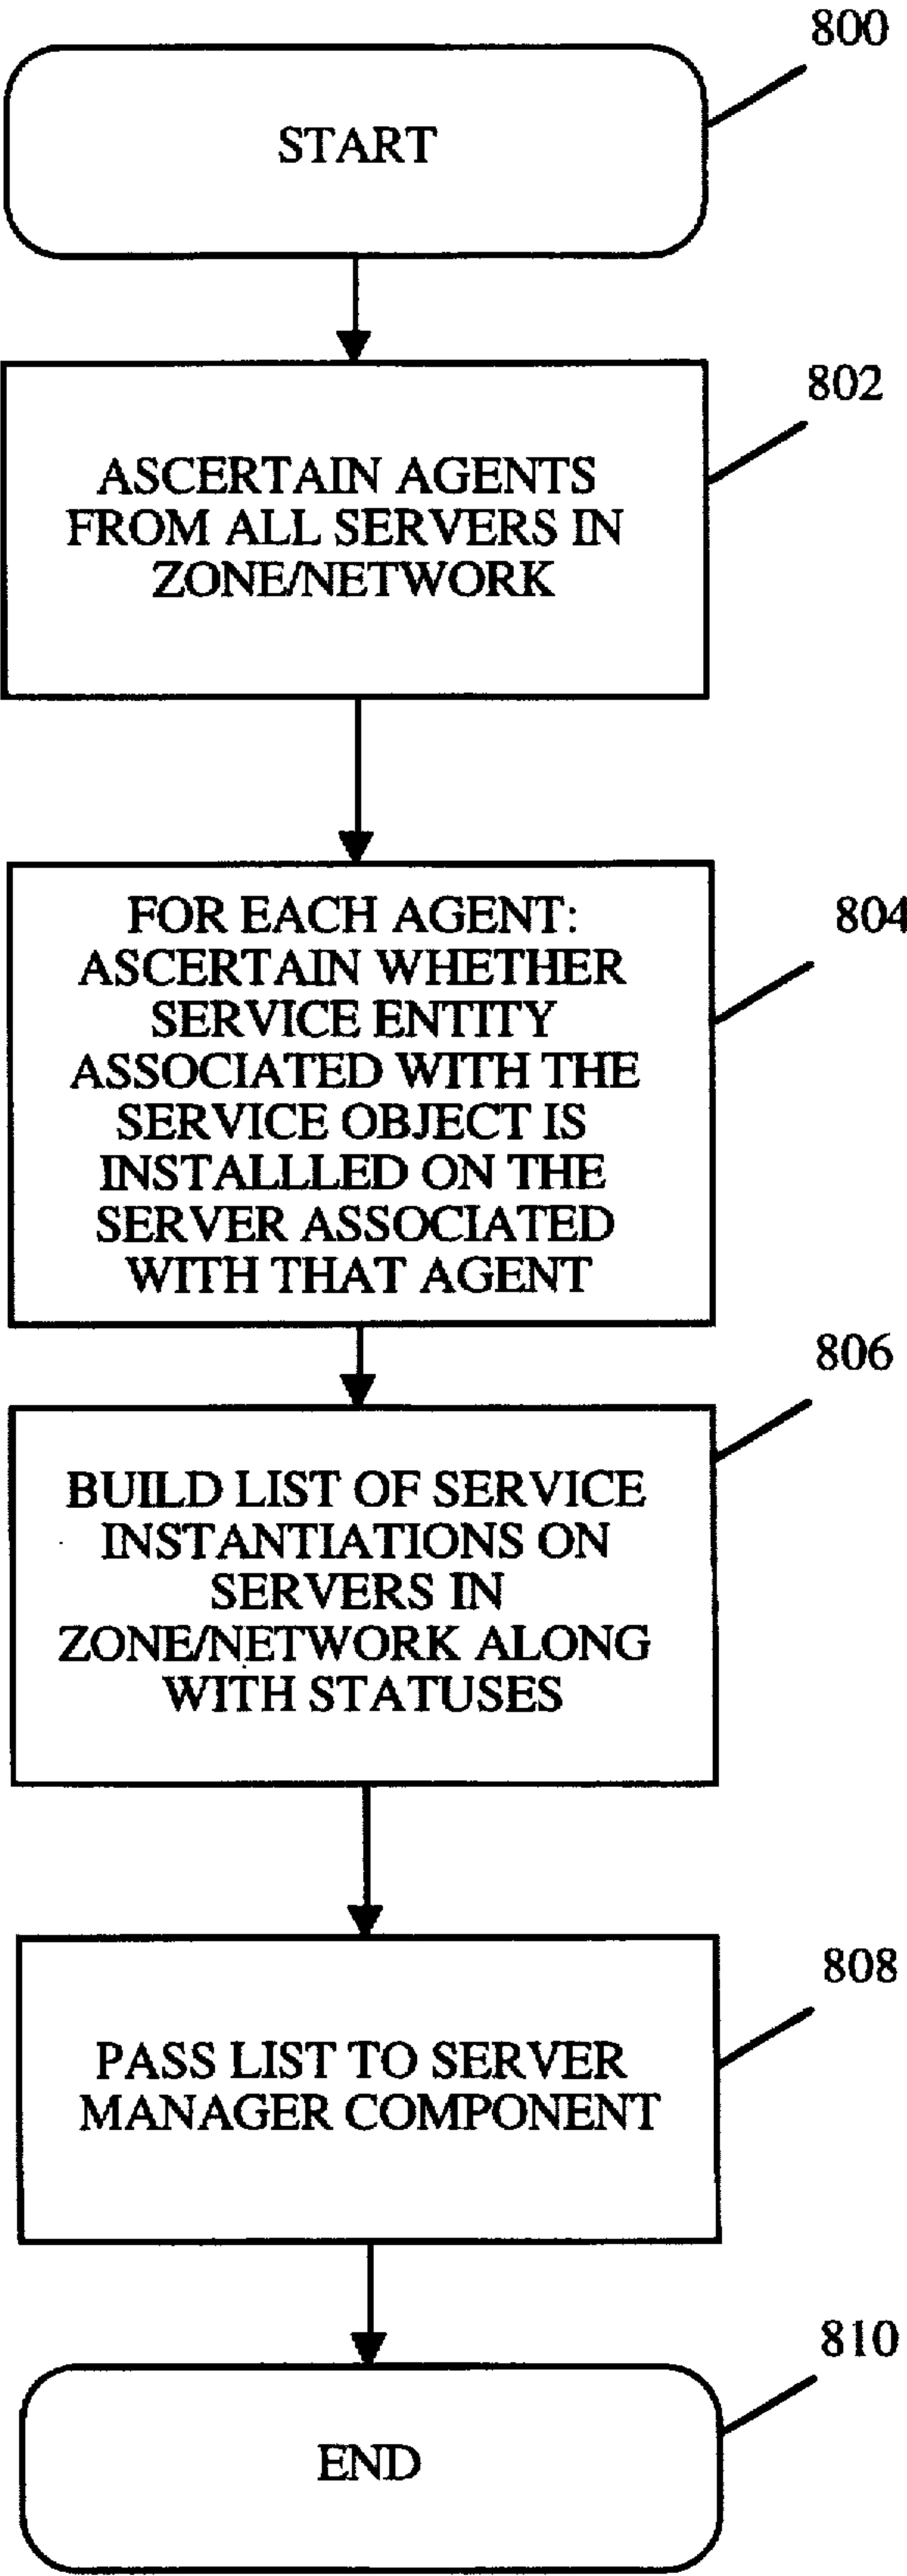 800
START
802
ASCERTAIN AGENTS
FROM ALL SERVERS IN
ZONE/NETWORK
804
FOR EACH AGENT:
ASCERTAIN WHETHER
SERVICE ENTITY
ASSOCIATED WITH THE
SERVICE OBJECT IS
INSTALLLED ON THE
SERVER ASSOCIATED
WITH THAT AGENT
806
BUILD LIST OF SERVICE
INSTANTIATIONS ON
SERVERS IN
ZONE/NETWORK ALONG
WITH STATUSES
808
PASS LIST TO SERVER
MANAGER COMPONENT
810
END